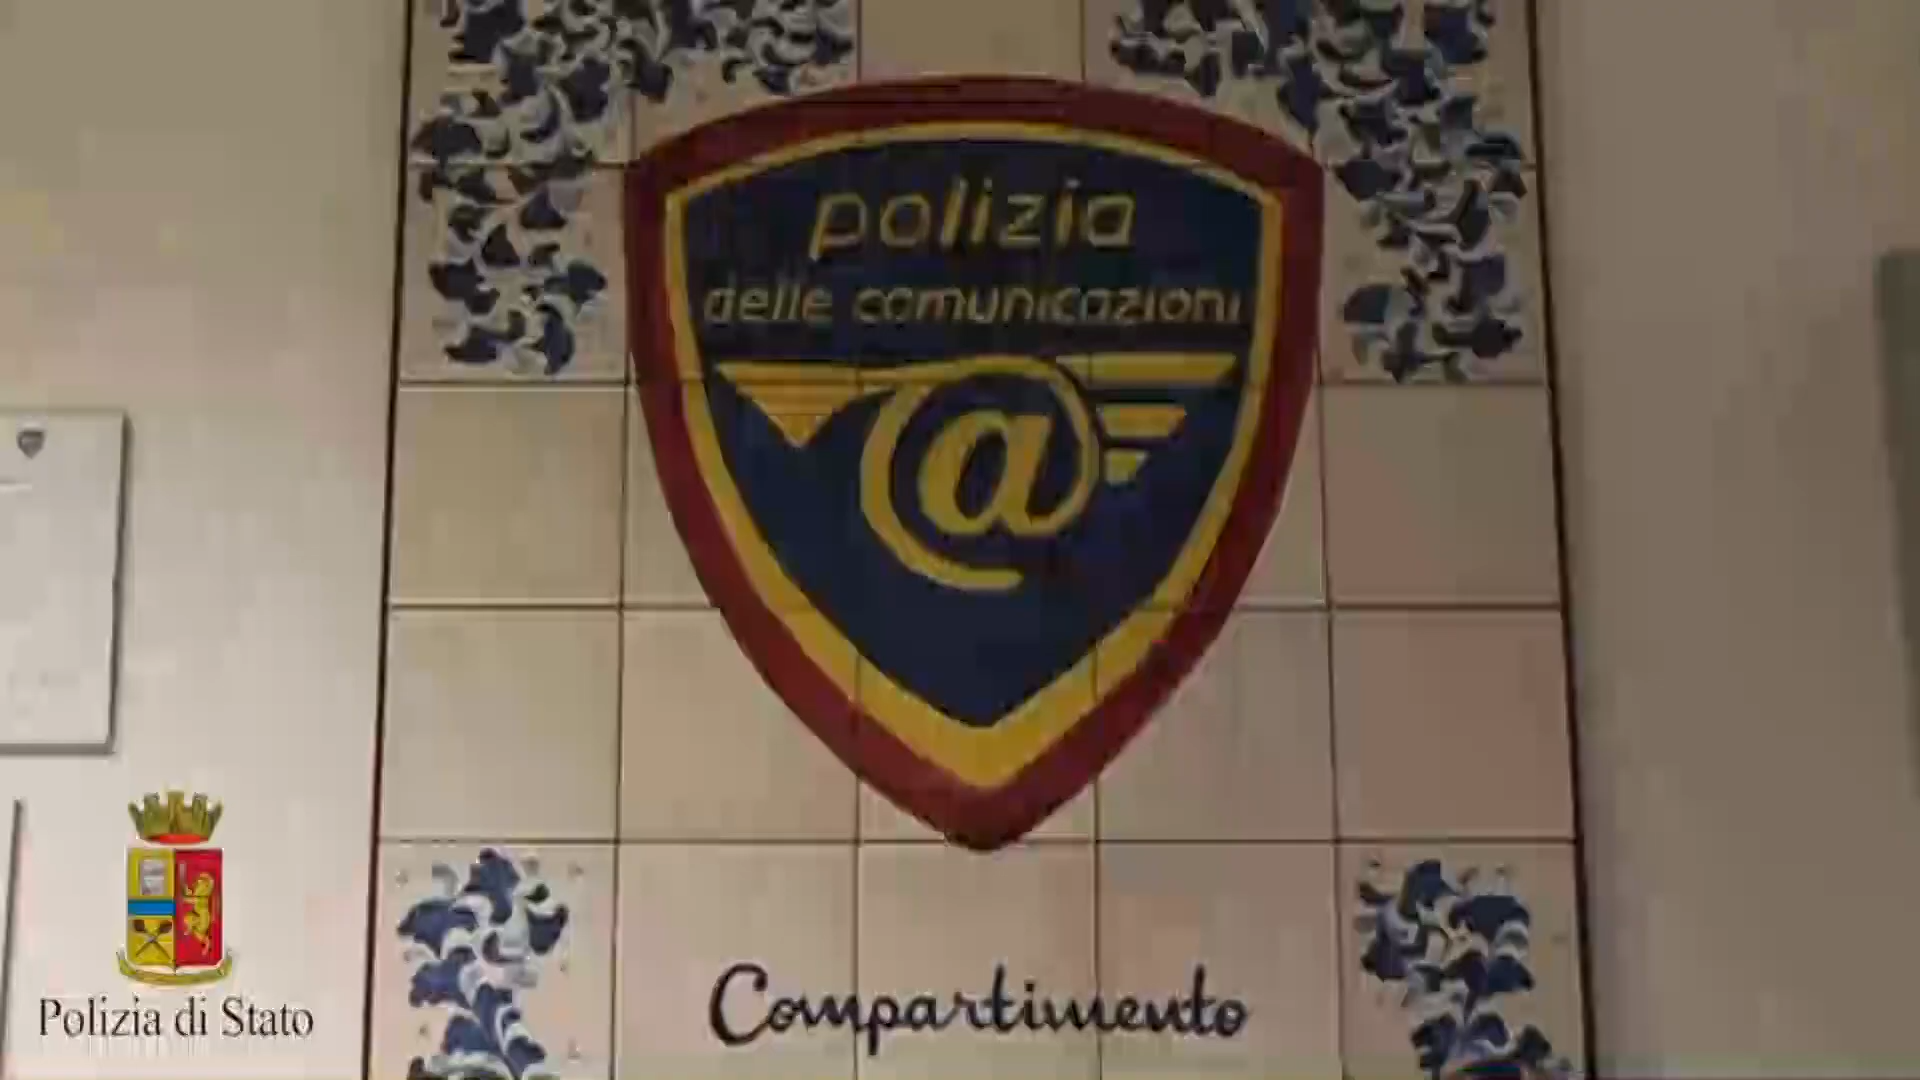 polizia
delle comunicazioni
@
Compartimento
Polizia di Stato